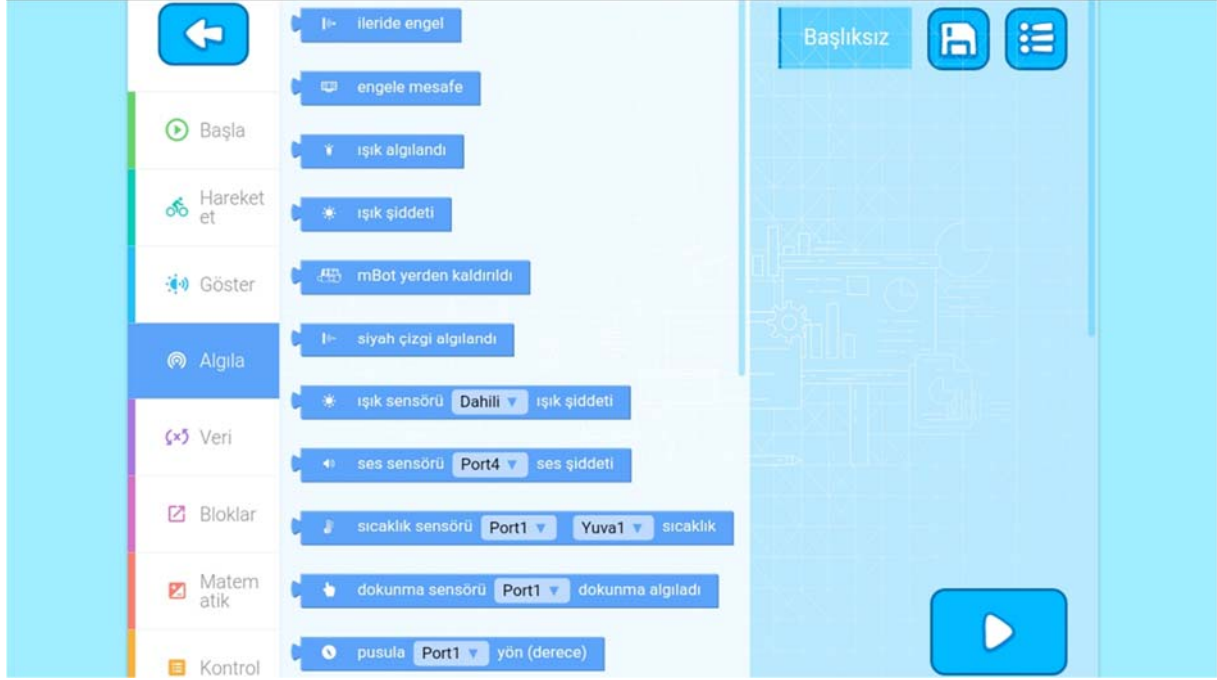 Başlıksız
Başla
Hareket
et
Göster
Algıla
Veri
Bloklar
Matem
atik
Kontrol
ileride engel
engele mesafe
ışık algılandı
ışık şiddeti
mBot yerden kaldırıldı
siyah çizgi algılandı
ışık sensörü Dahili ışık şiddeti
ses sensörü Port4 ses şiddeti
sıcaklık sensörü Port1 Yuva1 sıcaklık
dokunma sensörü Port1 dokunma algıladı
pusula Port1 yön (derece)